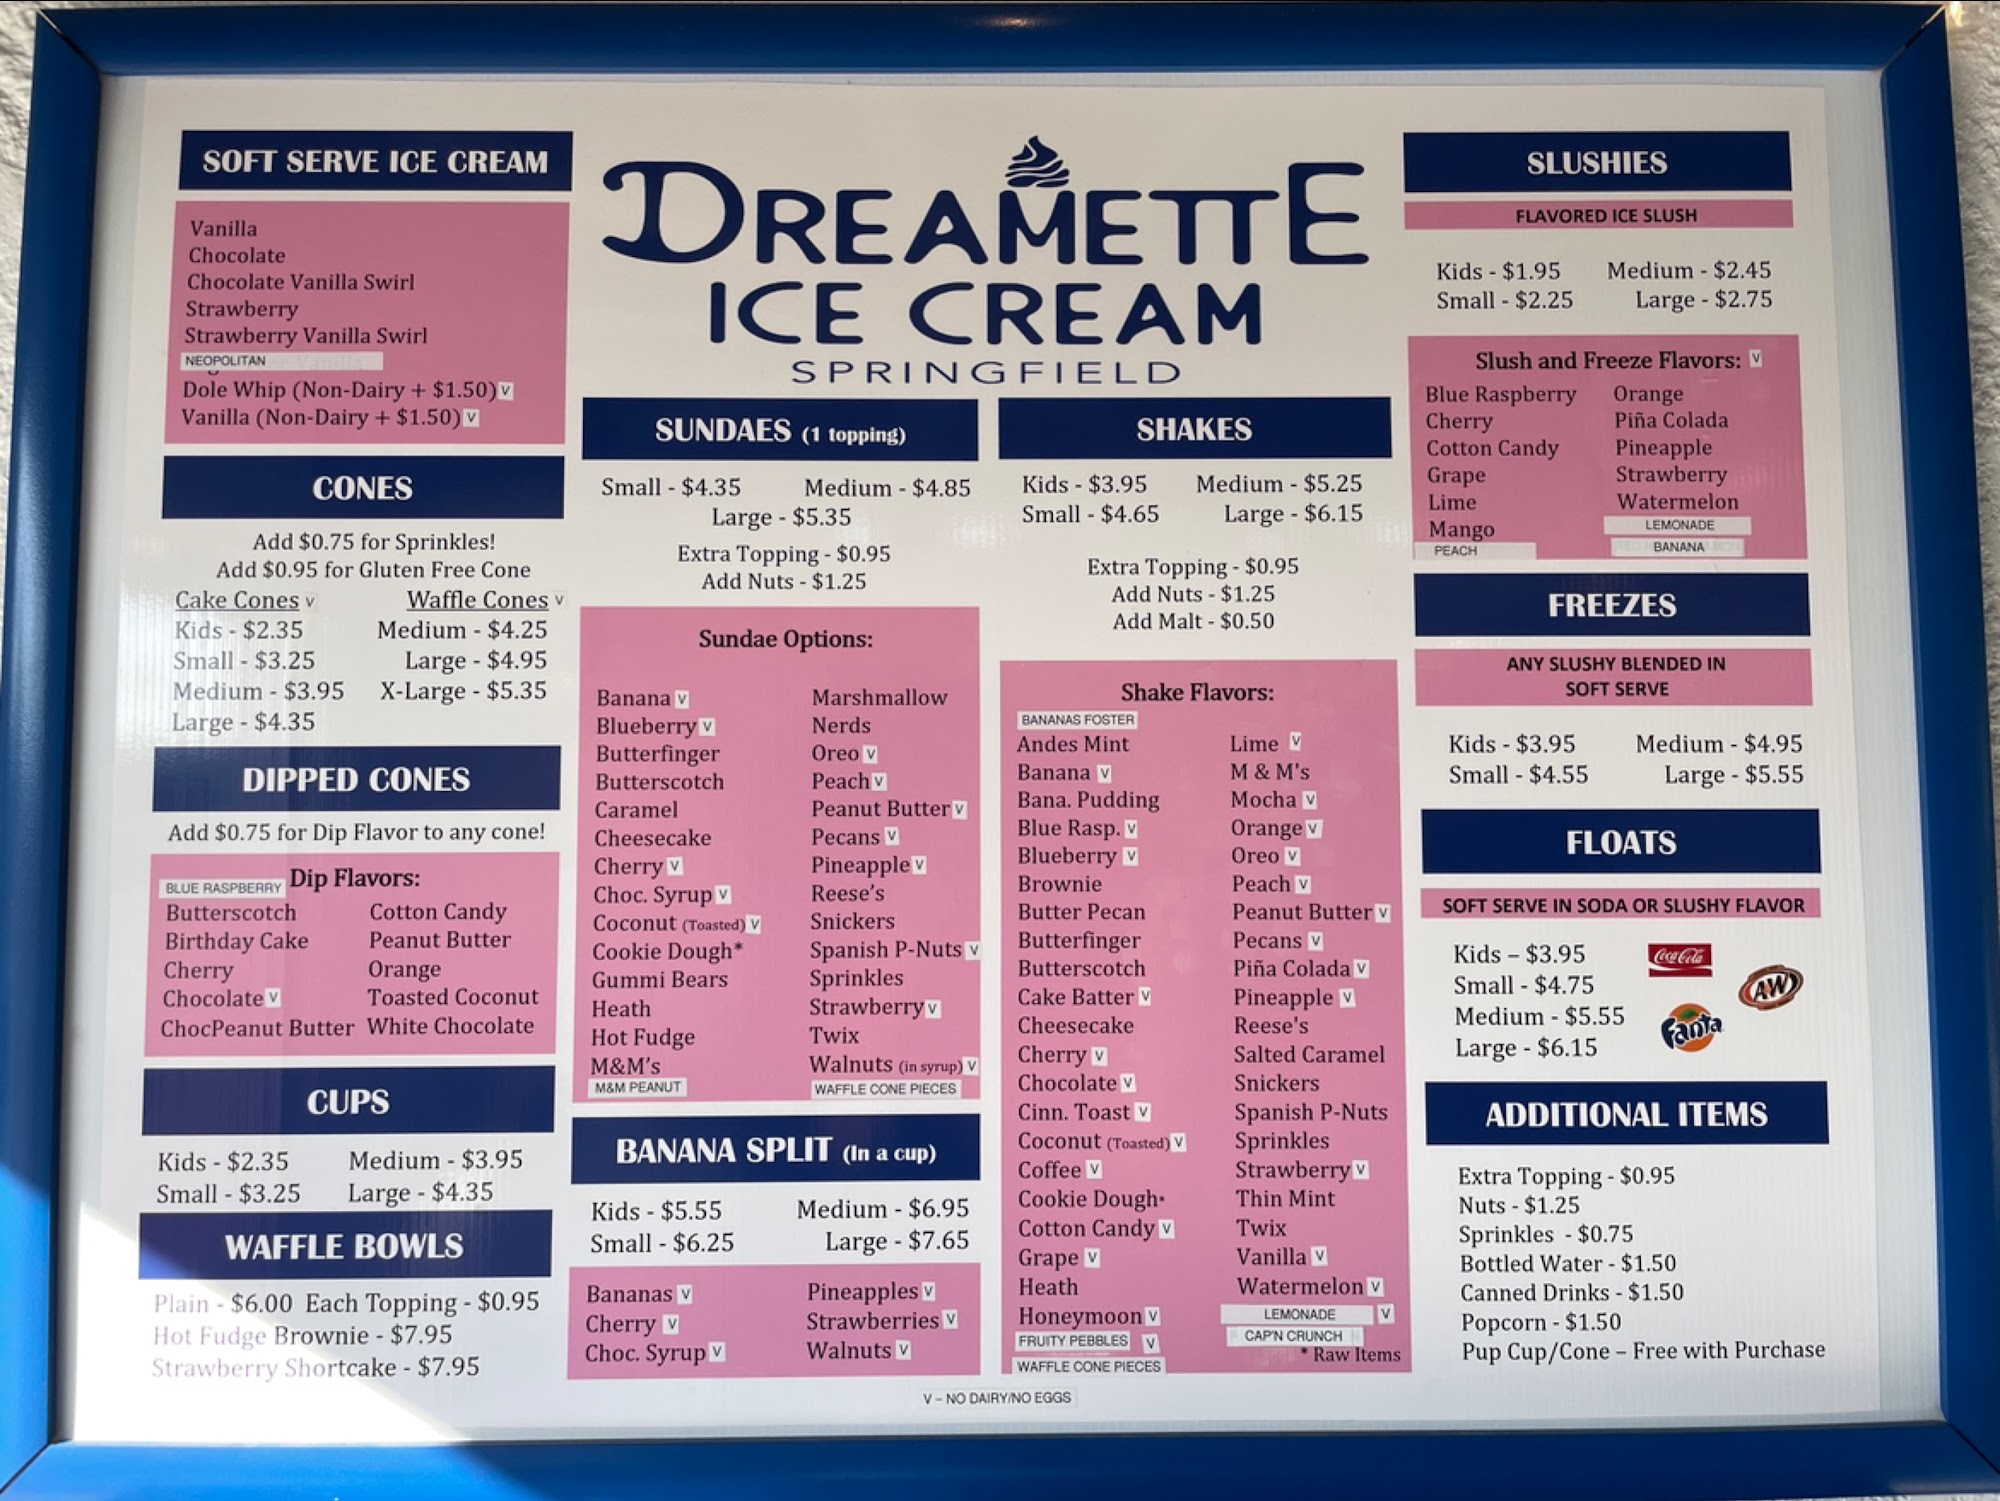 SOFT SERVE ICE CREAM
Vanilla
Chocolate
Chocolate Vanilla Swirl
Strawberry
Strawberry Vanilla Swirl
NEOPOLITAN
Dole Whip (Non-Dairy + $1.50) V
Vanilla (Non-Dairy + $1.50) V
CONES
Add $0.75 for Sprinkles!
Add $0.95 for Gluten Free Cone
Cake Cones V Waffle Cones V
Kids - $2.35 Medium - $4.25
Small - $3.25 Large - $4.95
Medium - $3.95 X-Large - $5.35
Large - $4.35
DIPPED CONES
Add $0.75 for Dip Flavor to any cone!
BLUE RASPBERRY Dip Flavors:
Butterscotch Cotton Candy
Birthday Cake Peanut Butter
Cherry Orange
Chocolate V Toasted Coconut
ChocPeanut Butter White Chocolate
CUPS
Kids - $2.35 Medium - $3.95
Small - $3.25 Large - $4.35
WAFFLE BOWLS
Plain - $6.00 Each Topping - $0.95
Hot Fudge Brownie - $7.95
Strawberry Shortcake - $7.95
DREAMETTE
ICE CREAM
SPRINGFIELD
SUNDAES (1 topping)
Small - $4.35 Medium - $4.85
Large - $5.35
Extra Topping - $0.95
Add Nuts - $1.25
Sundae Options:
Banana V Marshmallow
Blueberry V Nerds
Butterfinger Oreo V
Butterscotch Peach V
Caramel Peanut Butter V
Cheesecake Pecans V
Cherry V Pineapple V
Choc. Syrup V Reese's
Coconut (Toasted) V Snickers
Cookie Dough* Spanish P-Nuts V
Gummi Bears Sprinkles
Heath Strawberry V
Hot Fudge Twix
M&M's Walnuts (in syrup) V
M&M PEANUT WAFFLE CONE PIECES
BANANA SPLIT (In a cup)
Kids - $5.55 Medium - $6.95
Small - $6.25 Large - $7.65
Bananas V Pineapples V
Cherry V Strawberries V
Choc. Syrup V Walnuts V
SHAKES
Kids - $3.95 Medium - $5.25
Small - $4.65 Large - $6.15
Extra Topping - $0.95
Add Nuts - $1.25
Add Malt - $0.50
Shake Flavors:
BANANAS FOSTER
Andes Mint Lime V
Banana V M & M's
Bana. Pudding Mocha V
Blue Rasp. V Orange V
Blueberry V Oreo V
Brownie Peach V
Butter Pecan Peanut Butter V
Butterfinger Pecans V
Butterscotch Piña Colada V
Cake Batter V Pineapple V
Cheesecake Reese's
Cherry V Salted Caramel
Chocolate V Snickers
Cinn. Toast V Spanish P-Nuts
Coconut (Toasted) V Sprinkles
Coffee V Strawberry V
Cookie Dough* Thin Mint
Cotton Candy V Twix
Grape V Vanilla V
Heath Watermelon V
Honeymoon V LEMONADE V
FRUITY PEBBLES V CAP'N CRUNCH
WAFFLE CONE PIECES * Raw Items
V – NO DAIRY/NO EGGS
SLUSHIES
FLAVORED ICE SLUSH
Kids - $1.95 Medium - $2.45
Small - $2.25 Large - $2.75
Slush and Freeze Flavors: V
Blue Raspberry Orange
Cherry Piña Colada
Cotton Candy Pineapple
Grape Strawberry
Lime Watermelon
Mango LEMONADE
PEACH BANANA
FREEZES
ANY SLUSHY BLENDED IN
SOFT SERVE
Kids - $3.95 Medium - $4.95
Small - $4.55 Large - $5.55
FLOATS
SOFT SERVE IN SODA OR SLUSHY FLAVOR
Kids – $3.95 Coca-Cola
Small - $4.75 A&W
Medium - $5.55 Fanta
Large - $6.15
ADDITIONAL ITEMS
Extra Topping - $0.95
Nuts - $1.25
Sprinkles - $0.75
Bottled Water - $1.50
Canned Drinks - $1.50
Popcorn - $1.50
Pup Cup/Cone – Free with Purchase